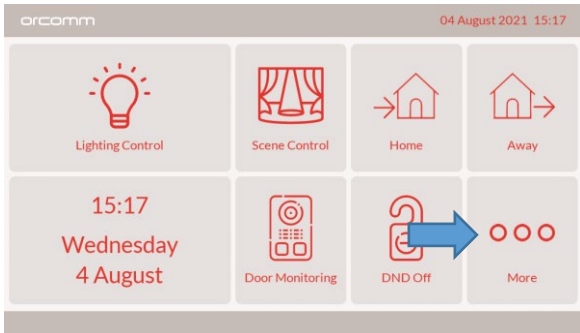 orcomm
04 August 2021 15:17
Lighting Control
Scene Control
Home
Away
15:17
Wednesday
4 August
Door Monitoring
DND Off
More